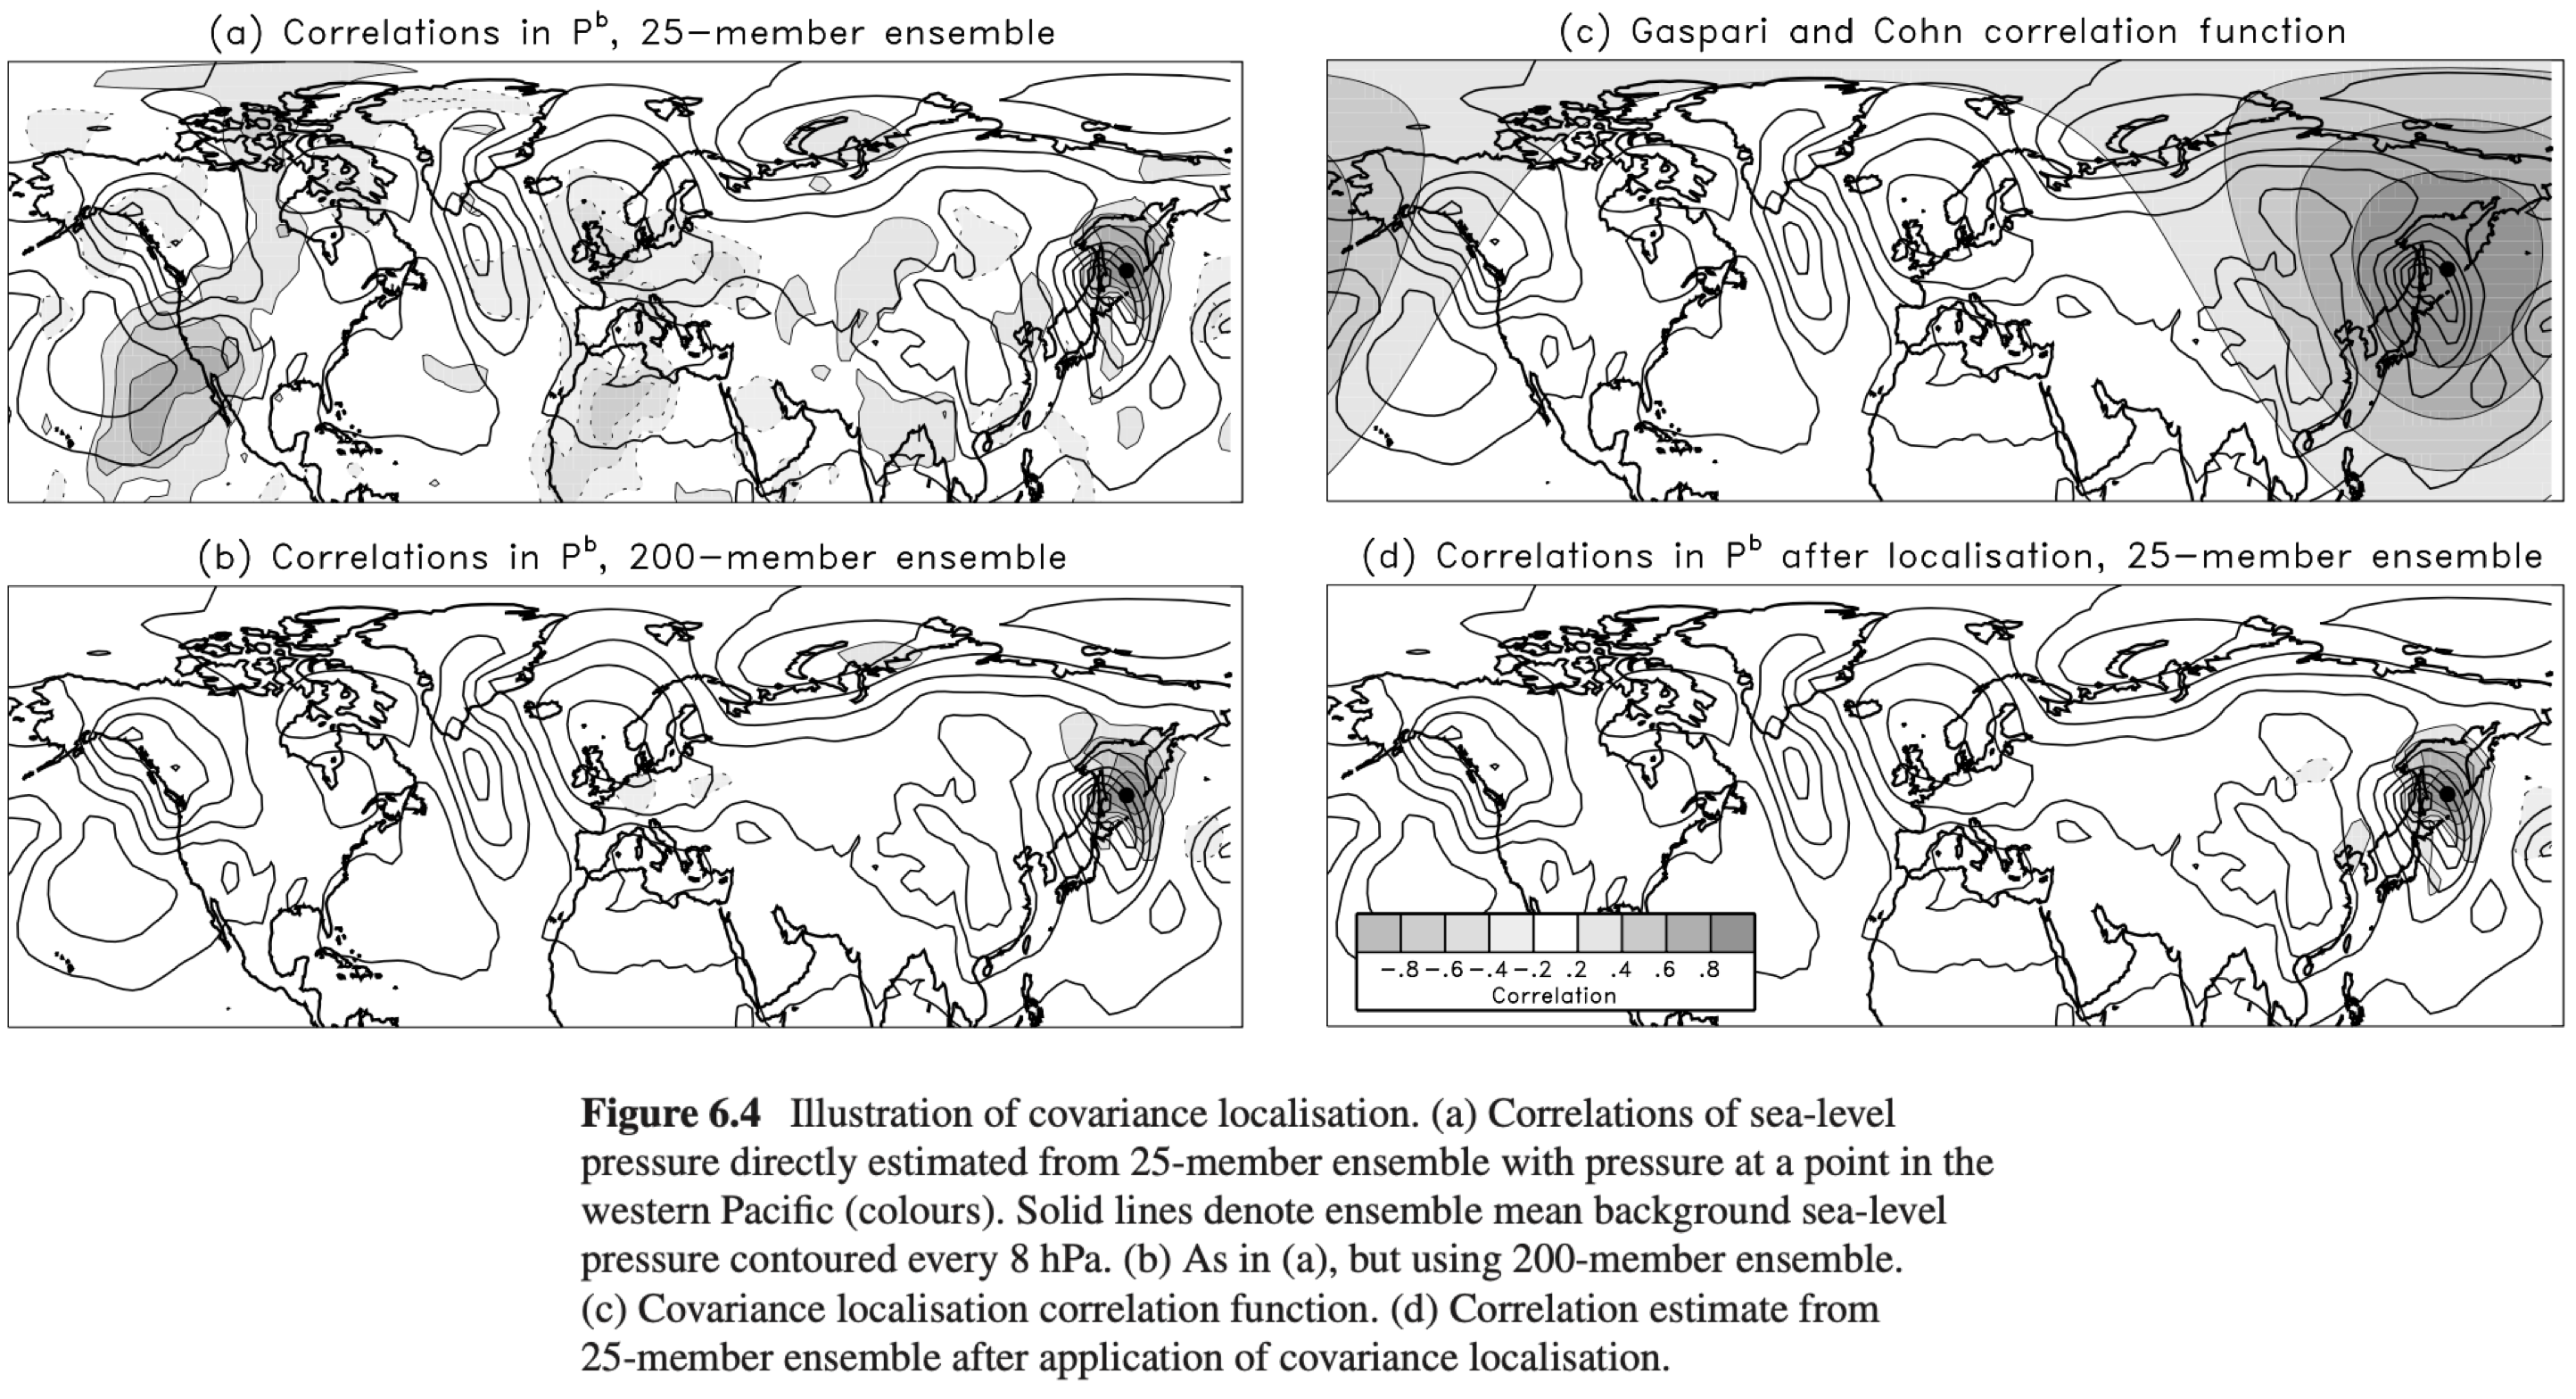 (a) Correlations in Pᵇ, 25−member ensemble
(c) Gaspari and Cohn correlation function
(b) Correlations in Pᵇ, 200−member ensemble
(d) Correlations in Pᵇ after localisation, 25−member ensemble
−.8 −.6 −.4 −.2 .2 .4 .6 .8
Correlation
Figure 6.4 Illustration of covariance localisation. (a) Correlations of sea-level
pressure directly estimated from 25-member ensemble with pressure at a point in the
western Pacific (colours). Solid lines denote ensemble mean background sea-level
pressure contoured every 8 hPa. (b) As in (a), but using 200-member ensemble.
(c) Covariance localisation correlation function. (d) Correlation estimate from
25-member ensemble after application of covariance localisation.